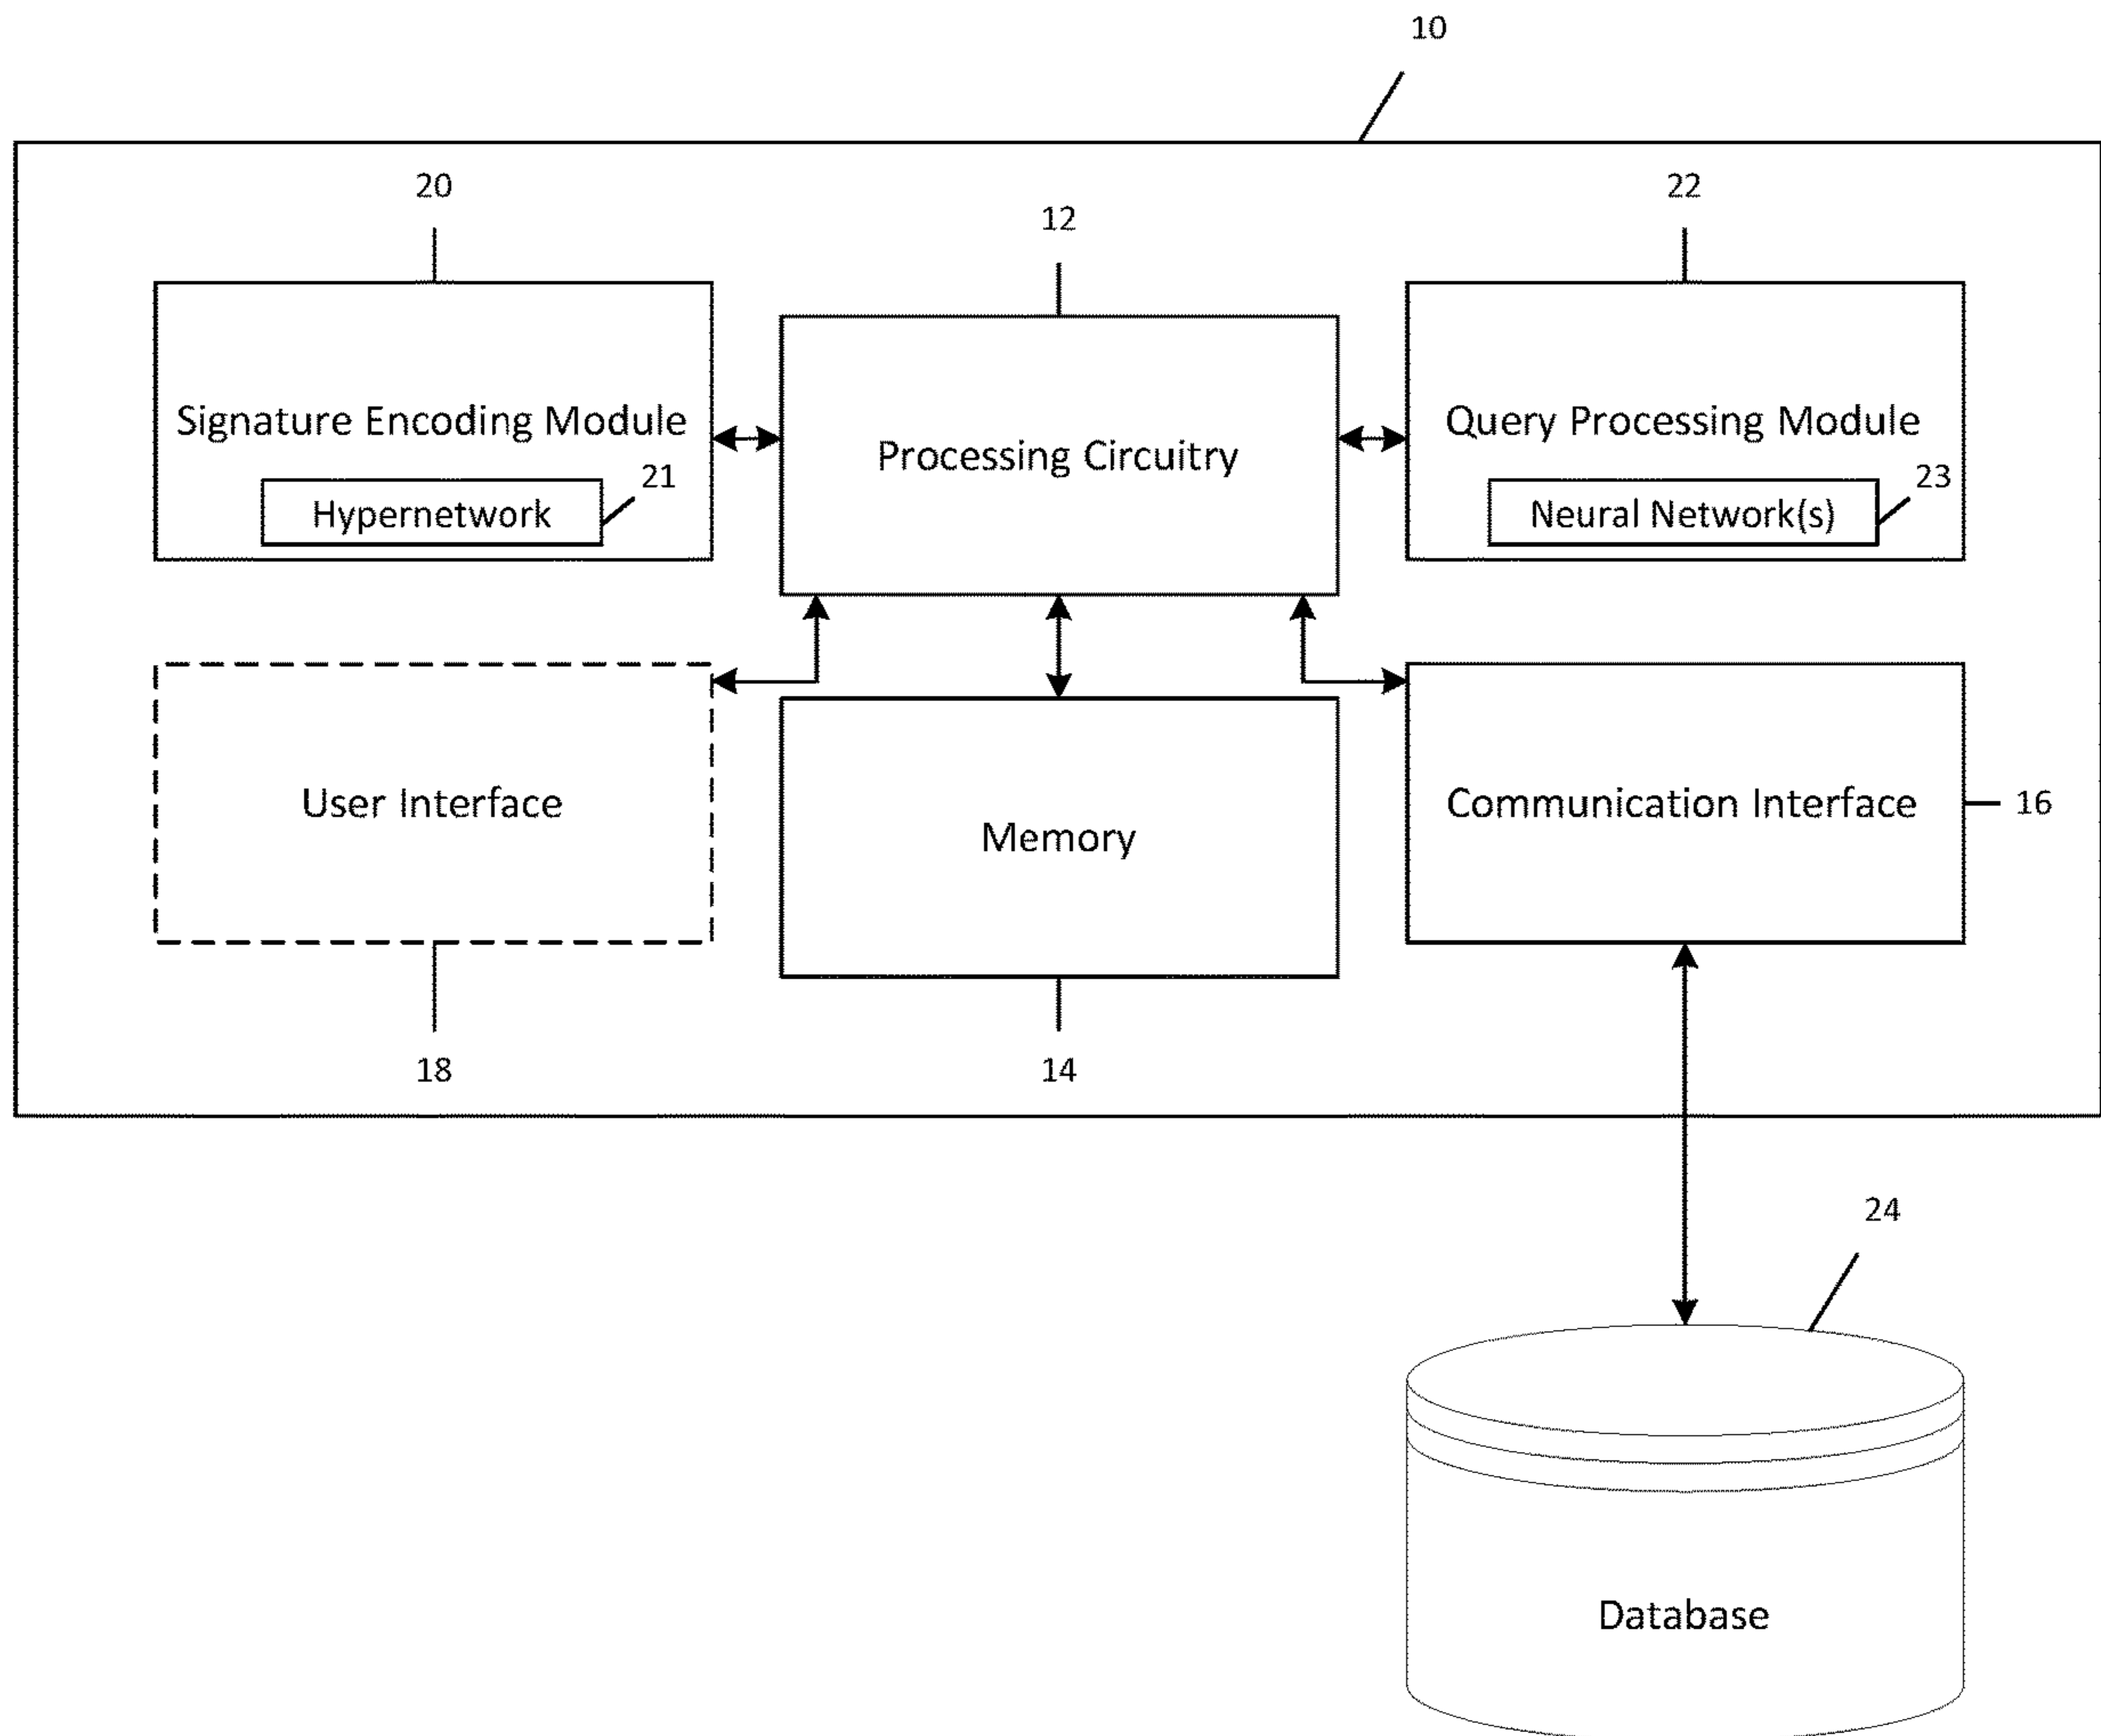 10
20
12
22
Signature Encoding Module
Processing Circuitry
Query Processing Module
21
Hypernetwork
23
Neural Network(s)
User Interface
Memory
Communication Interface
16
18
14
24
Database